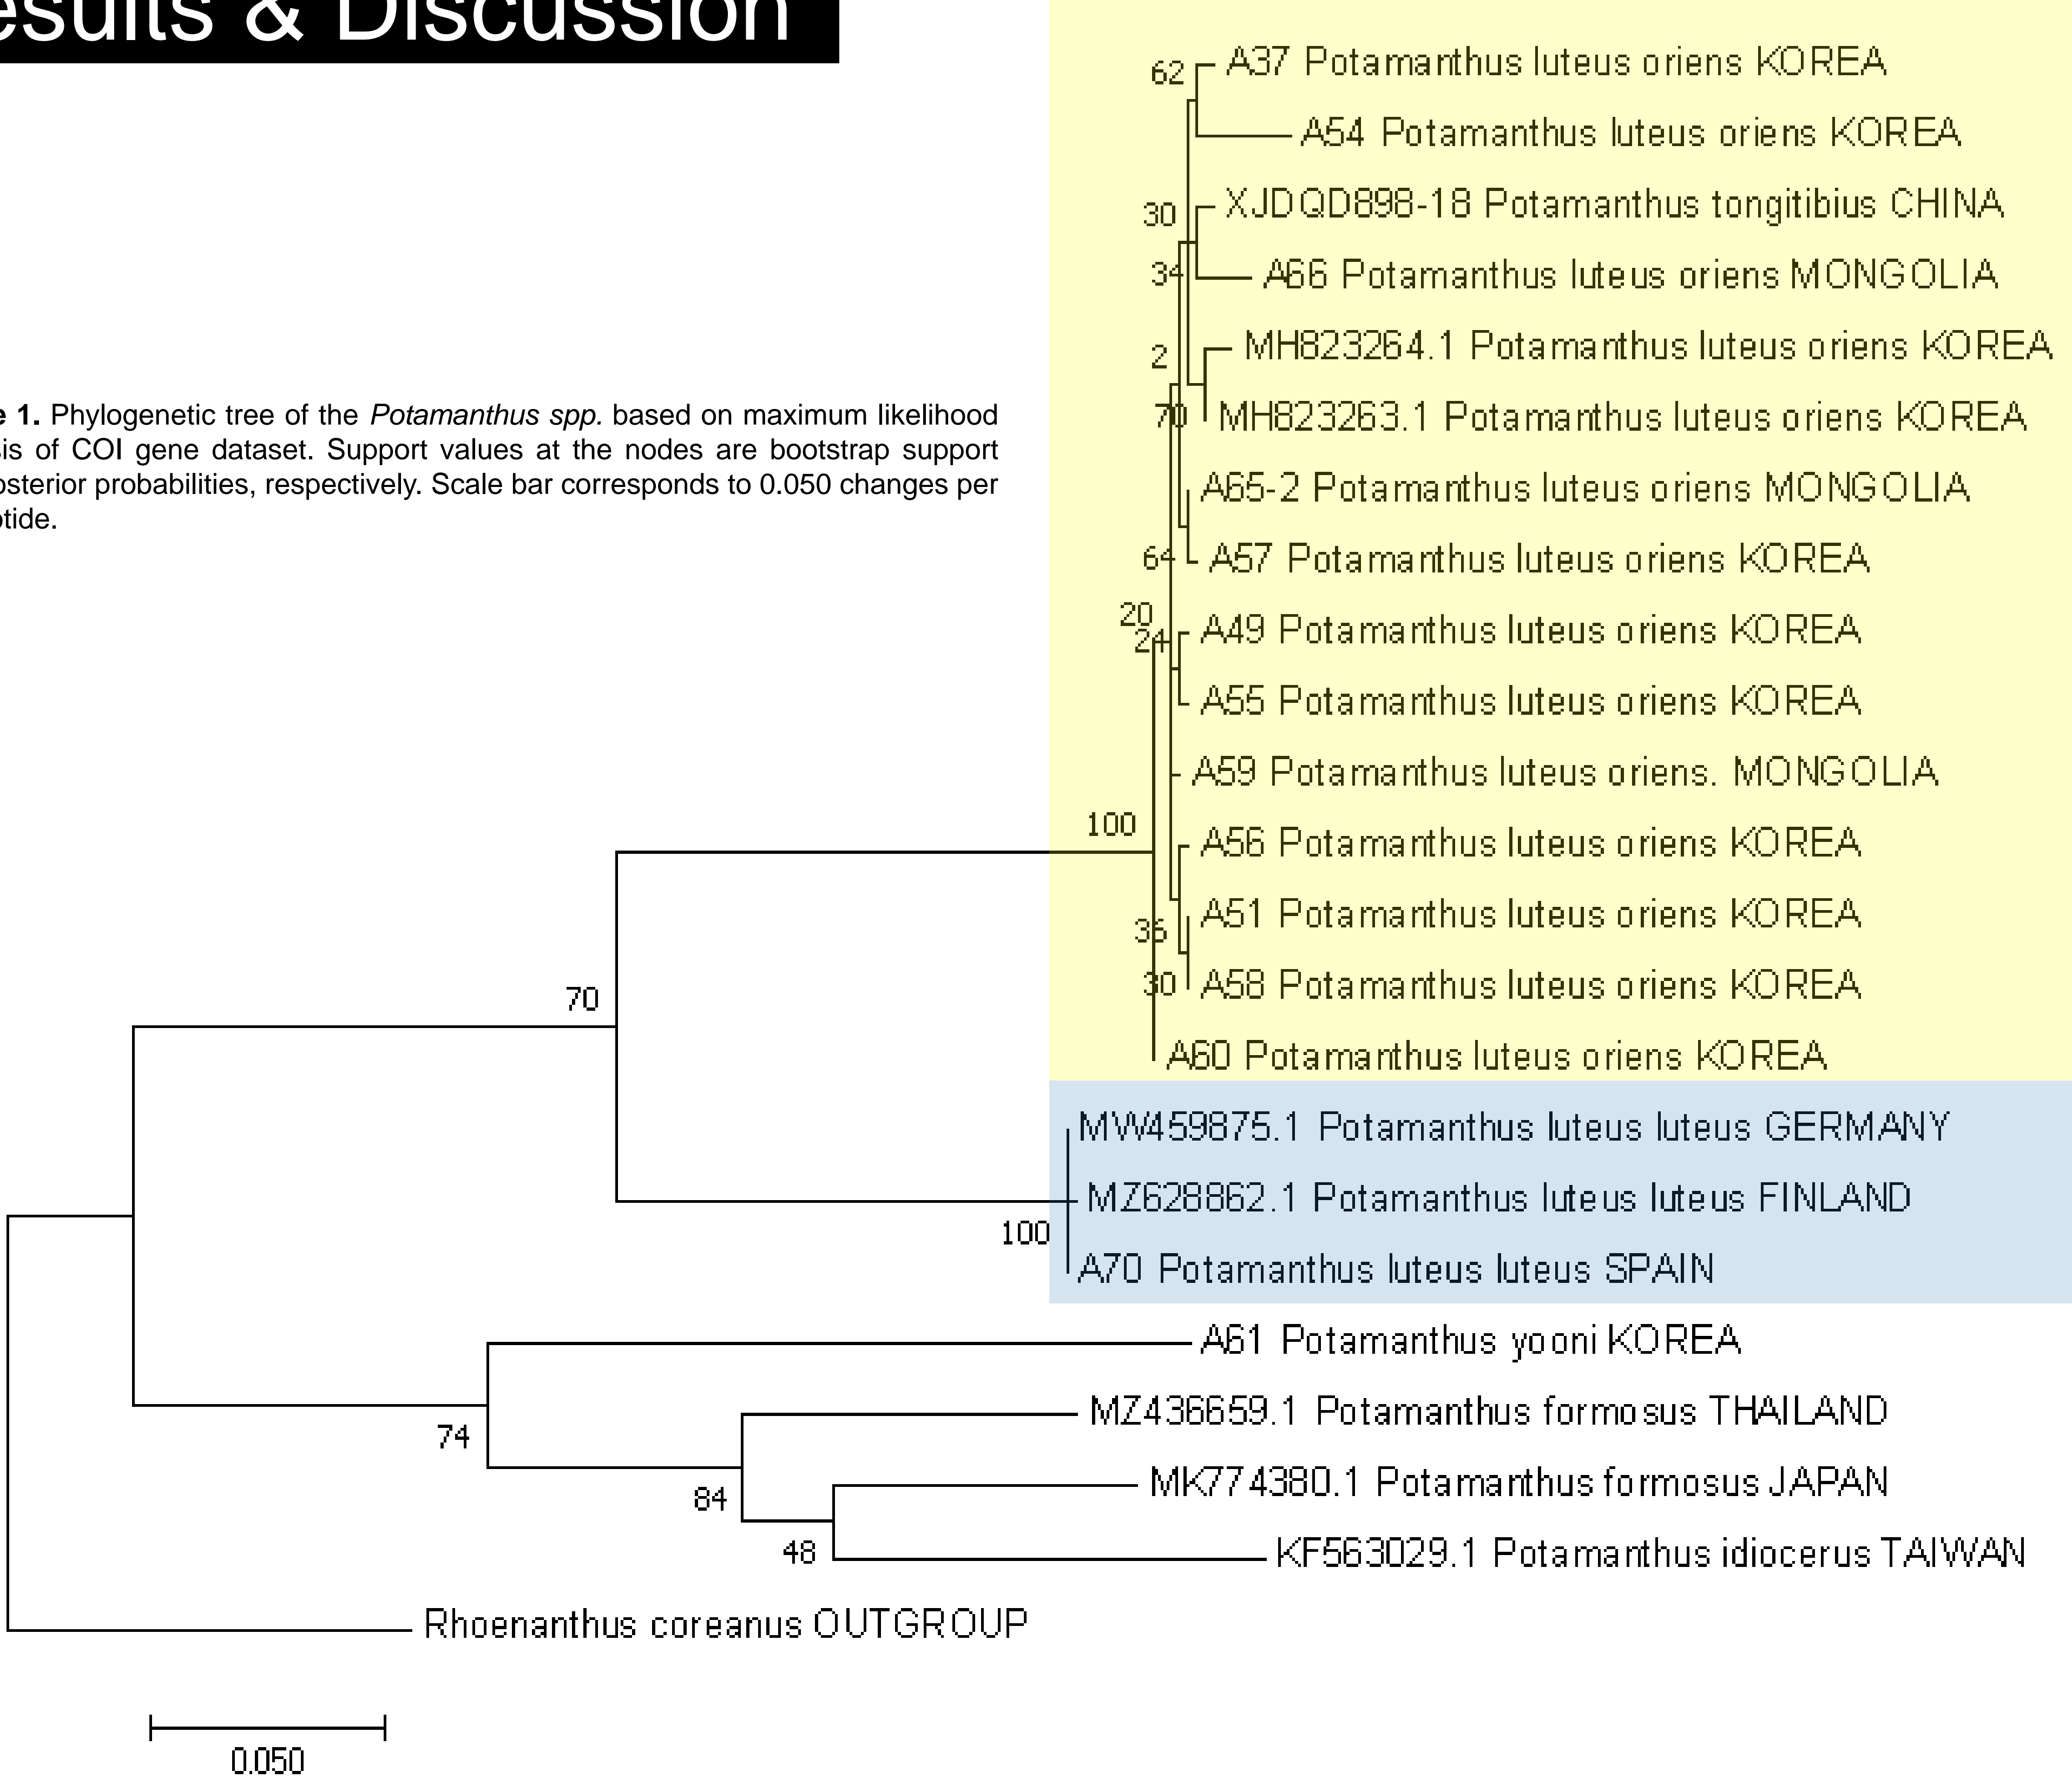 esults & Discussion
62
A37 Potamanthus luteus oriens KOREA
A54 Potamanthus luteus oriens KOREA
30
XJDQD898-18 Potamanthus tongitibius CHINA
34
A66 Potamanthus luteus oriens MONGOLIA
2
MH823264.1 Potamanthus luteus oriens KOREA
70
MH823263.1 Potamanthus luteus oriens KOREA
e 1. Phylogenetic tree of the Potamanthus spp. based on maximum likelihood
is of COI gene dataset. Support values at the nodes are bootstrap support
osterior probabilities, respectively. Scale bar corresponds to 0.050 changes per
otide.
A65-2 Potamanthus luteus oriens MONGOLIA
64
A57 Potamanthus luteus oriens KOREA
20
24
A49 Potamanthus luteus oriens KOREA
A55 Potamanthus luteus oriens KOREA
A59 Potamanthus luteus oriens. MONGOLIA
100
A56 Potamanthus luteus oriens KOREA
36
A51 Potamanthus luteus oriens KOREA
30
A58 Potamanthus luteus oriens KOREA
70
A60 Potamanthus luteus oriens KOREA
MW459875.1 Potamanthus luteus luteus GERMANY
MZ628862.1 Potamanthus luteus luteus FINLAND
100
A70 Potamanthus luteus luteus SPAIN
A61 Potamanthus yooni KOREA
74
MZ436659.1 Potamanthus formosus THAILAND
84
MK774380.1 Potamanthus formosus JAPAN
48
KF563029.1 Potamanthus idiocerus TAIWAN
Rhoenanthus coreanus OUTGROUP
0.050